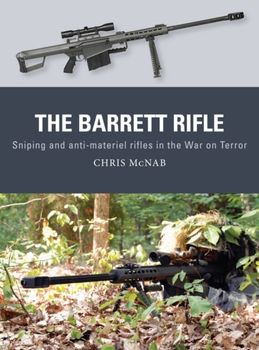 THE BARRETT RIFLE
Sniping and anti-materiel rifles in the War on Terror
CHRIS McNAB